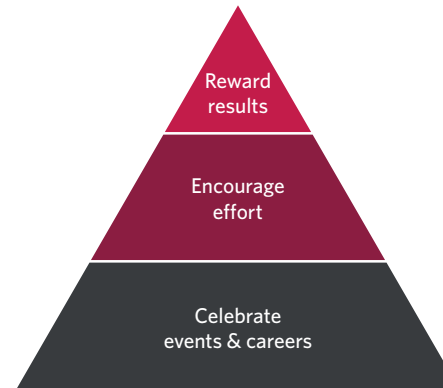 Reward
results
Encourage
effort
Celebrate
events & careers